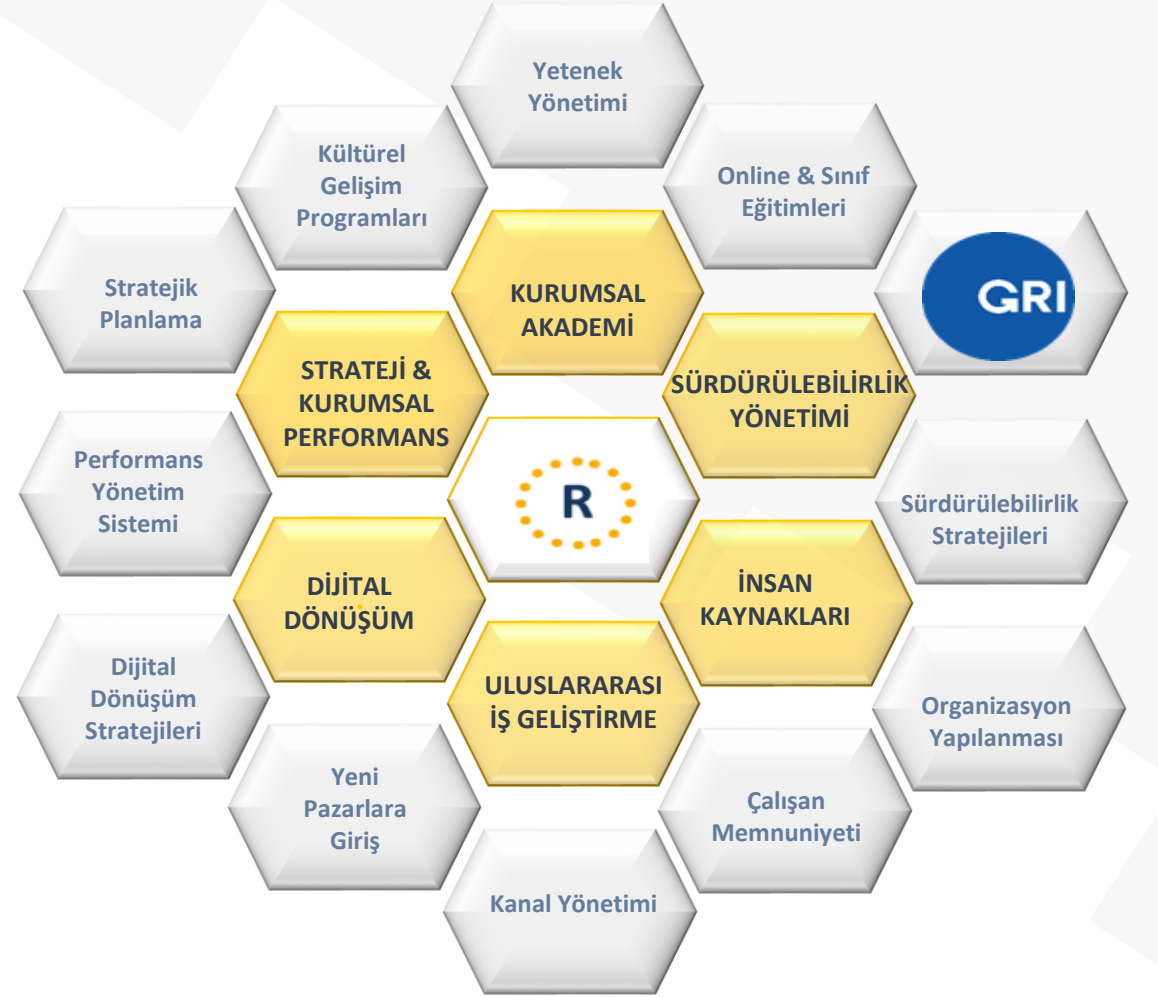 Yetenek
Yönetimi
Kültürel
Gelişim
Programları
Online & Sınıf
Eğitimleri
Stratejik
Planlama
KURUMSAL
AKADEMİ
GRI
STRATEJİ &
KURUMSAL
PERFORMANS
SÜRDÜRÜLEBİLİRLİK
YÖNETİMİ
Performans
Yönetim
Sistemi
R
Sürdürülebilirlik
Stratejileri
DİJİTAL
DÖNÜŞÜM
İNSAN
KAYNAKLARI
Dijital
Dönüşüm
Stratejileri
ULUSLARARASI
İŞ GELİŞTİRME
Organizasyon
Yapılanması
Yeni
Pazarlara
Giriş
Çalışan
Memnuniyeti
Kanal Yönetimi